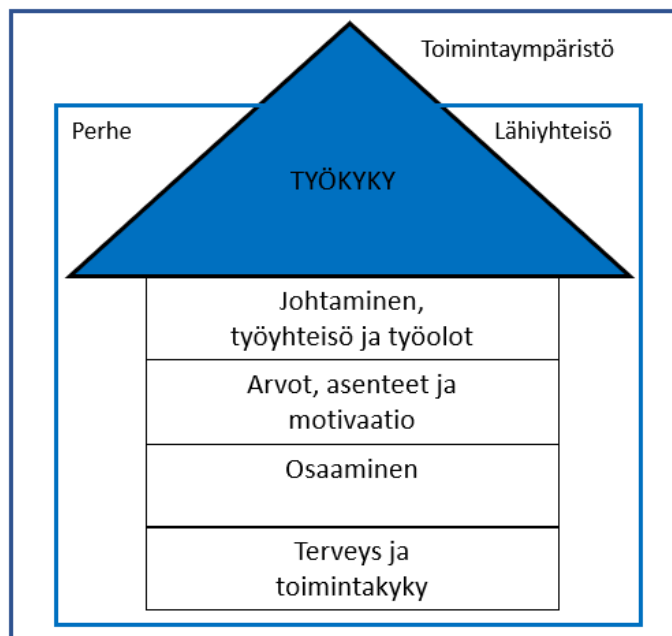 Toimintaympäristö
Perhe
Lähiyhteisö
TYÖKYKY
Johtaminen,
työyhteisö ja työolot
Arvot, asenteet ja
motivaatio
Osaaminen
Terveys ja
toimintakyky